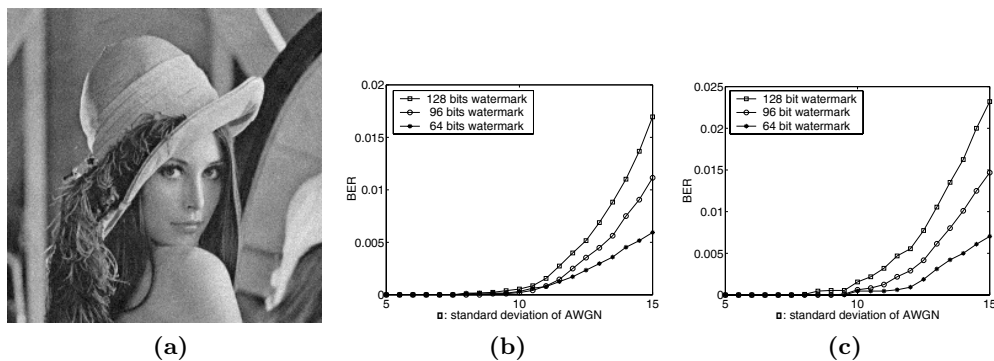 0.02
0.015
0.01
0.005
0
BER
128 bits watermark
96 bits watermark
64 bits watermark
5 10 15
: standard deviation of AWGN
0.025
0.02
0.015
0.01
0.005
0
BER
128 bit watermark
96 bit watermark
64 bit watermark
5 10 15
: standard deviation of AWGN
(a) (b) (c)